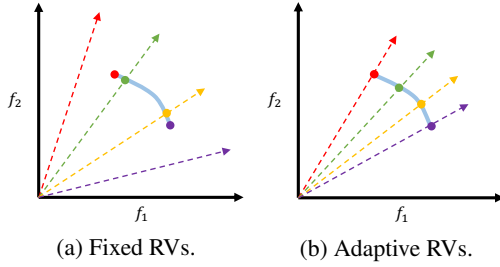 f₂
f₁
(a) Fixed RVs.
f₂
f₁
(b) Adaptive RVs.